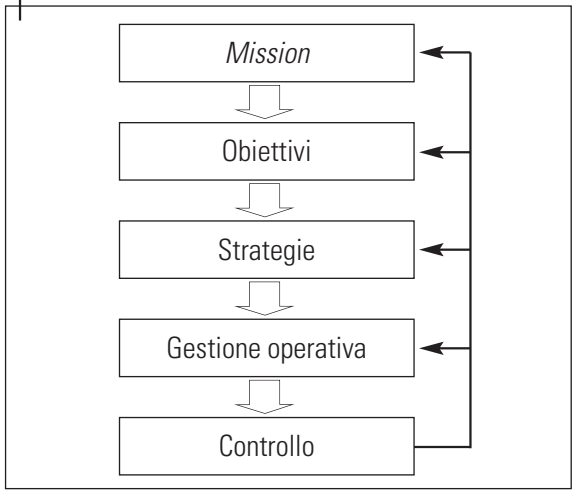 Mission
Obiettivi
Strategie
Gestione operativa
Controllo